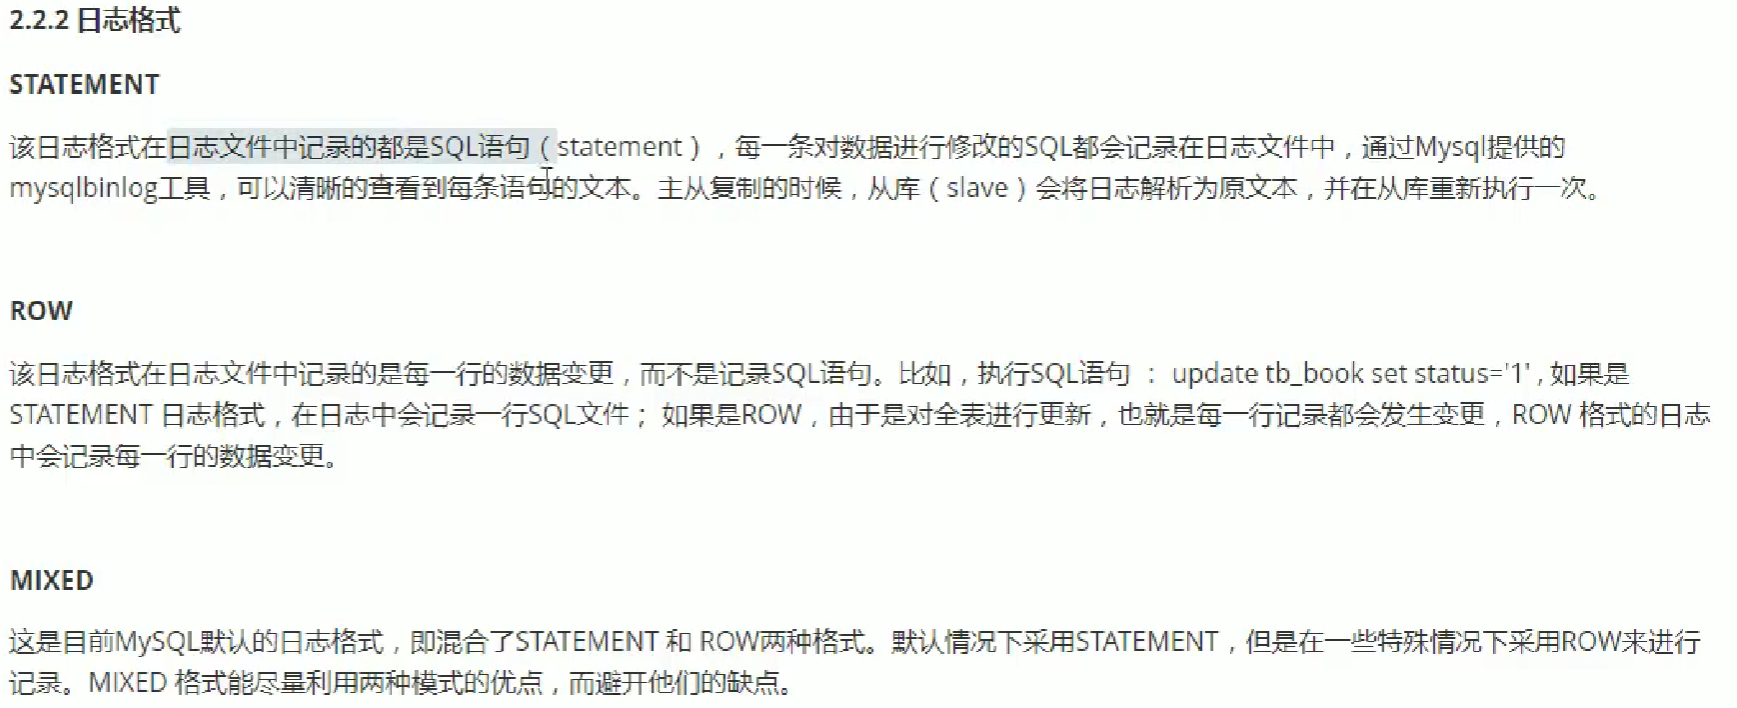 2.2.2 日志格式
STATEMENT
该日志格式在日志文件中记录的都是SQL语句（statement），每一条对数据进行修改的SQL都会记录在日志文件中，通过Mysql提供的
mysqlbinlog工具，可以清晰的查看到每条语句的文本。主从复制的时候，从库（slave）会将日志解析为原文本，并在从库重新执行一次。
ROW
该日志格式在日志文件中记录的是每一行的数据变更，而不是记录SQL语句。比如，执行SQL语句 ： update tb_book set status='1' , 如果是
STATEMENT 日志格式，在日志中会记录一行SQL文件； 如果是ROW，由于是对全表进行更新，也就是每一行记录都会发生变更，ROW 格式的日志
中会记录每一行的数据变更。
MIXED
这是目前MySQL默认的日志格式，即混合了STATEMENT 和 ROW两种格式。默认情况下采用STATEMENT，但是在一些特殊情况下采用ROW来进行
记录。MIXED 格式能尽量利用两种模式的优点，而避开他们的缺点。